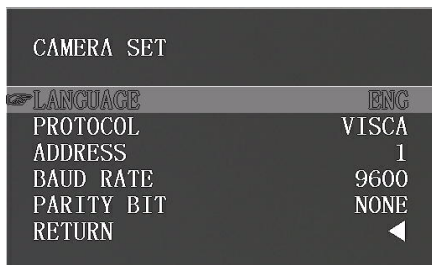 CAMERA SET
LANGUAGE ENG
PROTOCOL VISCA
ADDRESS 1
BAUD RATE 9600
PARITY BIT NONE
RETURN